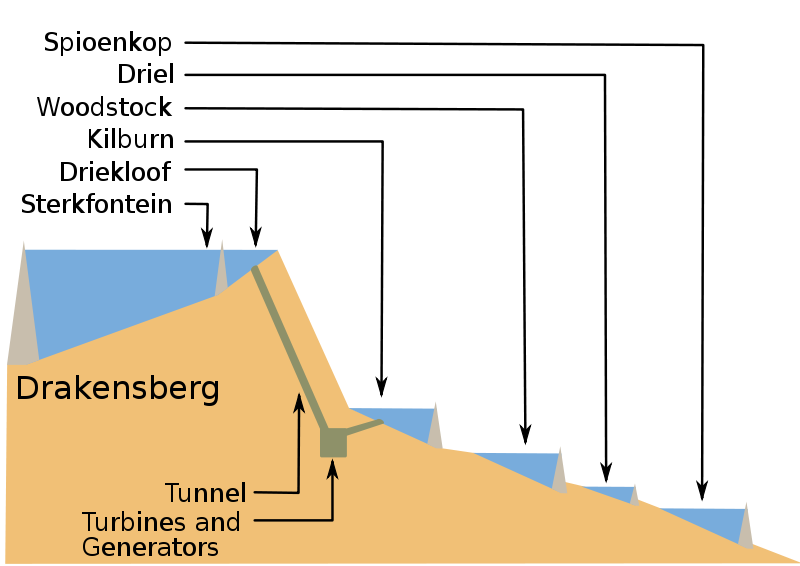 Spioenkop
Driel
Woodstock
Kilburn
Driekloof
Sterkfontein
Drakensberg
Tunnel
Turbines and
Generators